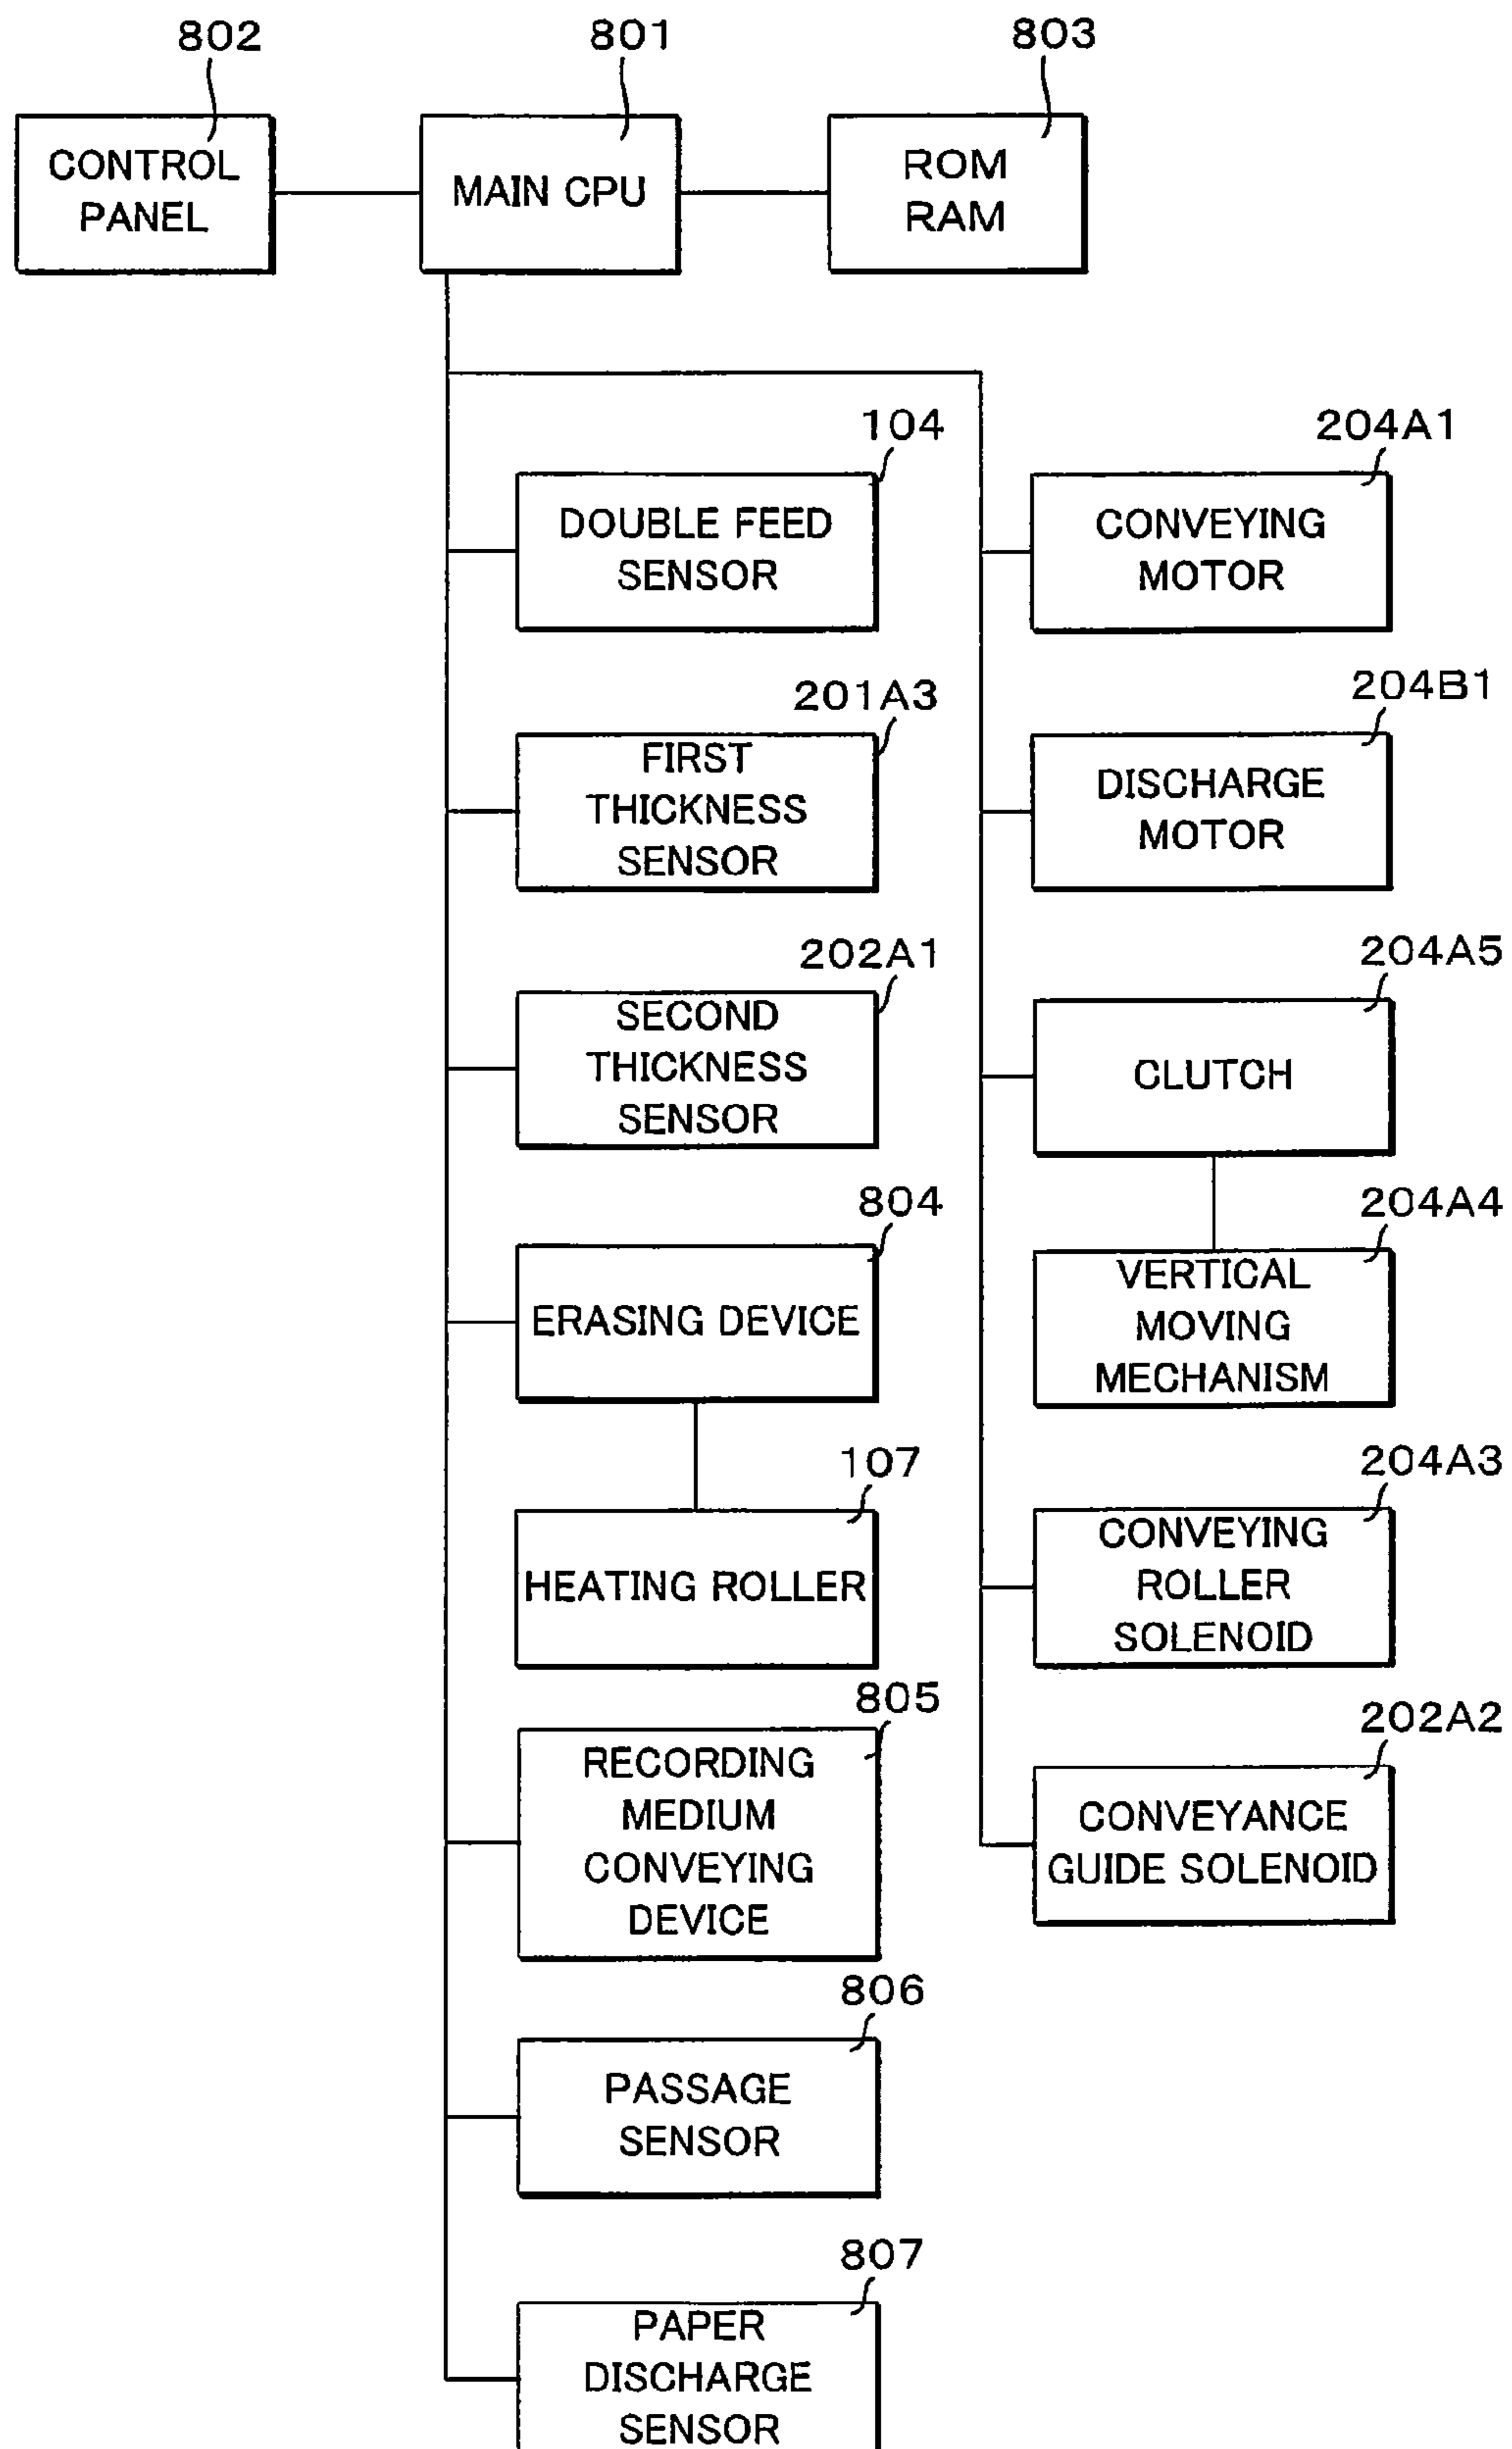 802
801
803
CONTROL
PANEL
MAIN CPU
ROM
RAM
104
DOUBLE FEED
SENSOR
204A1
CONVEYING
MOTOR
201A3
FIRST
THICKNESS
SENSOR
204B1
DISCHARGE
MOTOR
202A1
SECOND
THICKNESS
SENSOR
204A5
CLUTCH
804
ERASING DEVICE
204A4
VERTICAL
MOVING
MECHANISM
107
HEATING ROLLER
204A3
CONVEYING
ROLLER
SOLENOID
805
RECORDING
MEDIUM
CONVEYING
DEVICE
202A2
CONVEYANCE
GUIDE SOLENOID
806
PASSAGE
SENSOR
807
PAPER
DISCHARGE
SENSOR